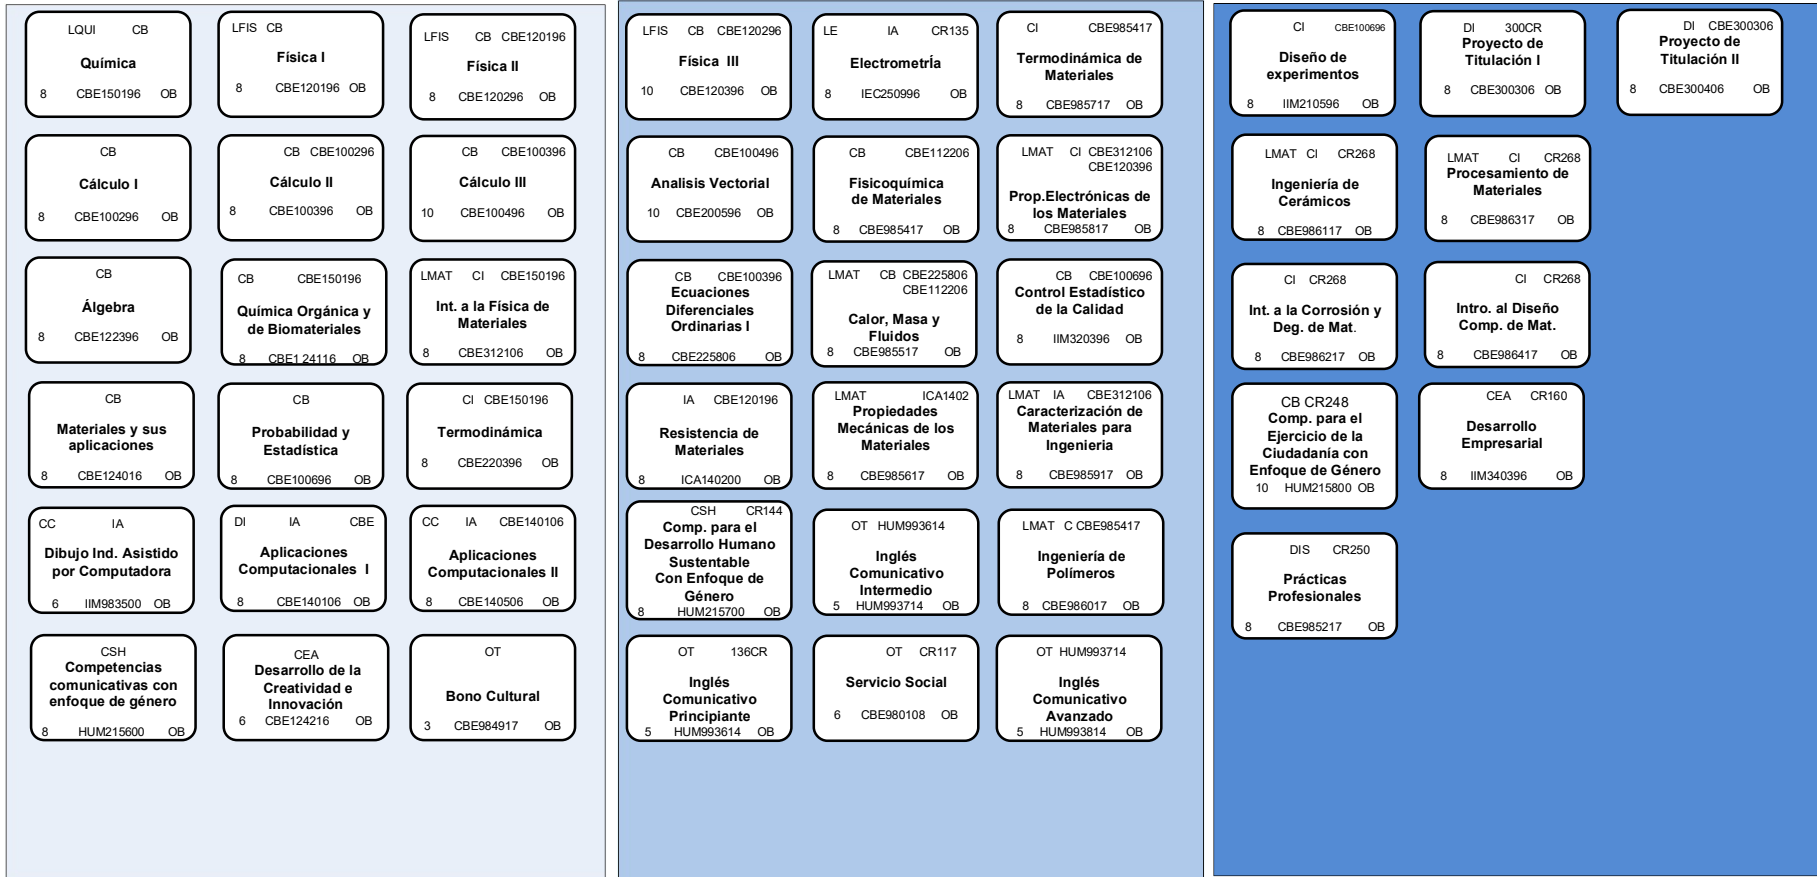 LQUI CB
Química
8 CBE150196 OB
LFIS CB
Física I
8 CBE120196 OB
LFIS CB CBE120196
Física II
8 CBE120296 OB
CB
Cálculo I
8 CBE100296 OB
CB CBE100296
Cálculo II
8 CBE100396 OB
CB CBE100396
Cálculo III
10 CBE100496 OB
CB
Álgebra
8 CBE122396 OB
CB CBE150196
Química Orgánica y
de Biomateriales
8 CBE124116 OB
LMAT CI CBE150196
Int. a la Física de
Materiales
8 CBE312106 OB
CB
Materiales y sus
aplicaciones
8 CBE124016 OB
CB
Probabilidad y
Estadística
8 CBE100696 OB
CI CBE150196
Termodinámica
8 CBE220396 OB
CC IA
Dibujo Ind. Asistido
por Computadora
6 IIM983500 OB
DI IA CBE
Aplicaciones
Computacionales I
8 CBE140106 OB
CC IA CBE140106
Aplicaciones
Computacionales II
8 CBE140506 OB
CSH
Competencias
comunicativas con
enfoque de género
8 HUM215600 OB
CEA
Desarrollo de la
Creatividad e
Innovación
6 CBE124216 OB
OT
Bono Cultural
3 CBE984917 OB
LFIS CB CBE120296
Física III
10 CBE120396 OB
LE IA CR135
Electrometría
8 IEC250996 OB
CI CBE985417
Termodinámica de
Materiales
8 CBE985717 OB
CB CBE100496
Analisis Vectorial
10 CBE200596 OB
CB CBE112206
Fisicoquímica
de Materiales
8 CBE985417 OB
LMAT CI CBE312106
CBE120396
Prop.Electrónicas de
los Materiales
8 CBE985817 OB
CB CBE100396
Ecuaciones
Diferenciales
Ordinarias I
8 CBE225806 OB
LMAT CB CBE225806
CBE112206
Calor, Masa y
Fluidos
8 CBE985517 OB
CB CBE100696
Control Estadístico
de la Calidad
8 IIM320396 OB
IA CBE120196
Resistencia de
Materiales
8 ICA140200 OB
LMAT ICA1402
Propiedades
Mecánicas de los
Materiales
8 CBE985617 OB
LMAT IA CBE312106
Caracterización de
Materiales para
Ingenieria
8 CBE985917 OB
CSH CR144
Comp. para el
Desarrollo Humano
Sustentable
Con Enfoque de
Género
8 HUM215700 OB
OT HUM993614
Inglés
Comunicativo
Intermedio
5 HUM993714 OB
LMAT C CBE985417
Ingeniería de
Polímeros
8 CBE986017 OB
OT 136CR
Inglés
Comunicativo
Principiante
5 HUM993614 OB
OT CR117
Servicio Social
6 CBE980108 OB
OT HUM993714
Inglés
Comunicativo
Avanzado
5 HUM993814 OB
CI CBE100696
Diseño de
experimentos
8 IIM210596 OB
DI 300CR
Proyecto de
Titulación I
8 CBE300306 OB
DI CBE300306
Proyecto de
Titulación II
8 CBE300406 OB
LMAT CI CR268
Ingeniería de
Cerámicos
8 CBE986117 OB
LMAT CI CR268
Procesamiento de
Materiales
8 CBE986317 OB
CI CR268
Int. a la Corrosión y
Deg. de Mat.
8 CBE986217 OB
CI CR268
Intro. al Diseño
Comp. de Mat.
8 CBE986417 OB
CB CR248
Comp. para el
Ejercicio de la
Ciudadanía con
Enfoque de Género
10 HUM215800 OB
CEA CR160
Desarrollo
Empresarial
8 IIM340396 OB
DIS CR250
Prácticas
Profesionales
8 CBE985217 OB